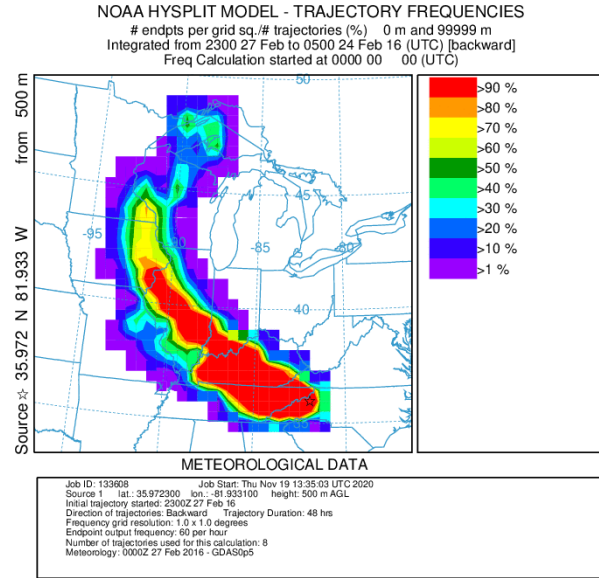 NOAA HYSPLIT MODEL - TRAJECTORY FREQUENCIES
# endpts per grid sq./# trajectories (%) 0 m and 99999 m
Integrated from 2300 27 Feb to 0500 24 Feb 16 (UTC) [backward]
Freq Calculation started at 0000 00 00 (UTC)
Source ☆ 35.972 N 81.933 W from 500 m
50
45
-95
-90
-85
-80
40
35
>90 %
>80 %
>70 %
>60 %
>50 %
>40 %
>30 %
>20 %
>10 %
>1 %
METEOROLOGICAL DATA
Job ID: 133608 Job Start: Thu Nov 19 13:35:03 UTC 2020
Source 1 lat.: 35.972300 lon.: -81.933100 height: 500 m AGL
Initial trajectory started: 2300Z 27 Feb 16
Direction of trajectories: Backward Trajectory Duration: 48 hrs
Frequency grid resolution: 1.0 x 1.0 degrees
Endpoint output frequency: 60 per hour
Number of trajectories used for this calculation: 8
Meteorology: 0000Z 27 Feb 2016 - GDAS0p5